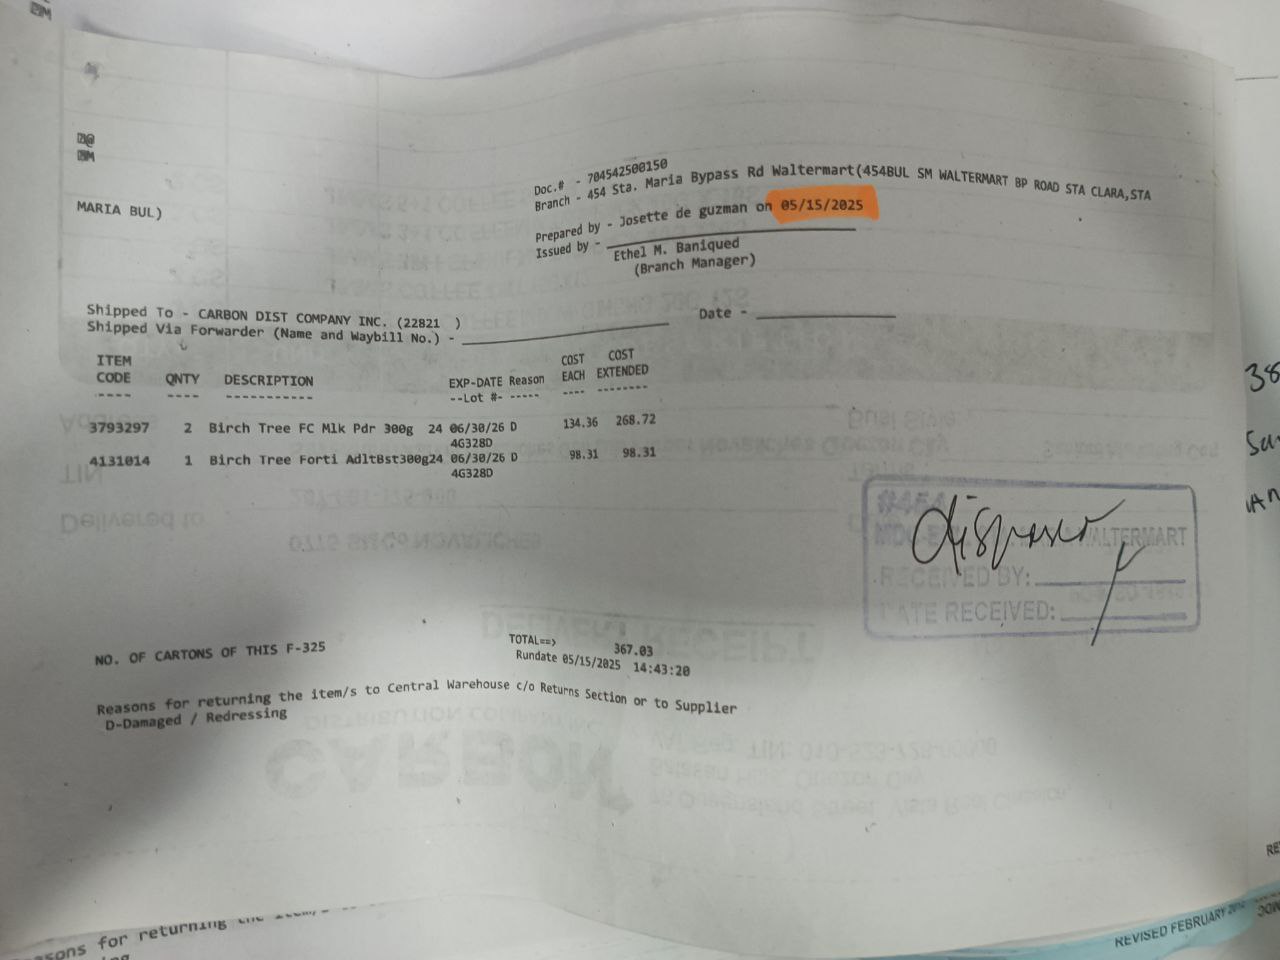 Doc.# - 704542500150
Branch - 454 Sta. Maria Bypass Rd Waltermart(454BUL SM WALTERMART BP ROAD STA CLARA,STA
MARIA BUL)
Prepared by - Josette de guzman on 05/15/2025
Issued by -
Ethel M. Baniqued
(Branch Manager)
Shipped To - CARBON DIST COMPANY INC. (22821 )
Shipped Via Forwarder (Name and Waybill No.) - Date -
ITEM COST COST
CODE QNTY DESCRIPTION EXP-DATE Reason EACH EXTENDED
---- ---- ----------- --Lot #- ----- ---- --------
3793297 2 Birch Tree FC Mlk Pdr 300g 24 06/30/26 D 134.36 268.72
4G328D
4131014 1 Birch Tree Forti AdltBst300g24 06/30/26 D 98.31 98.31
4G328D
#454
WALTERMART
RECEIVED BY:
DATE RECEIVED:
TOTAL==> 367.03
NO. OF CARTONS OF THIS F-325
Rundate 05/15/2025 14:43:20
Reasons for returning the item/s to Central Warehouse c/o Returns Section or to Supplier
D-Damaged / Redressing
38
REVISED FEBRUARY